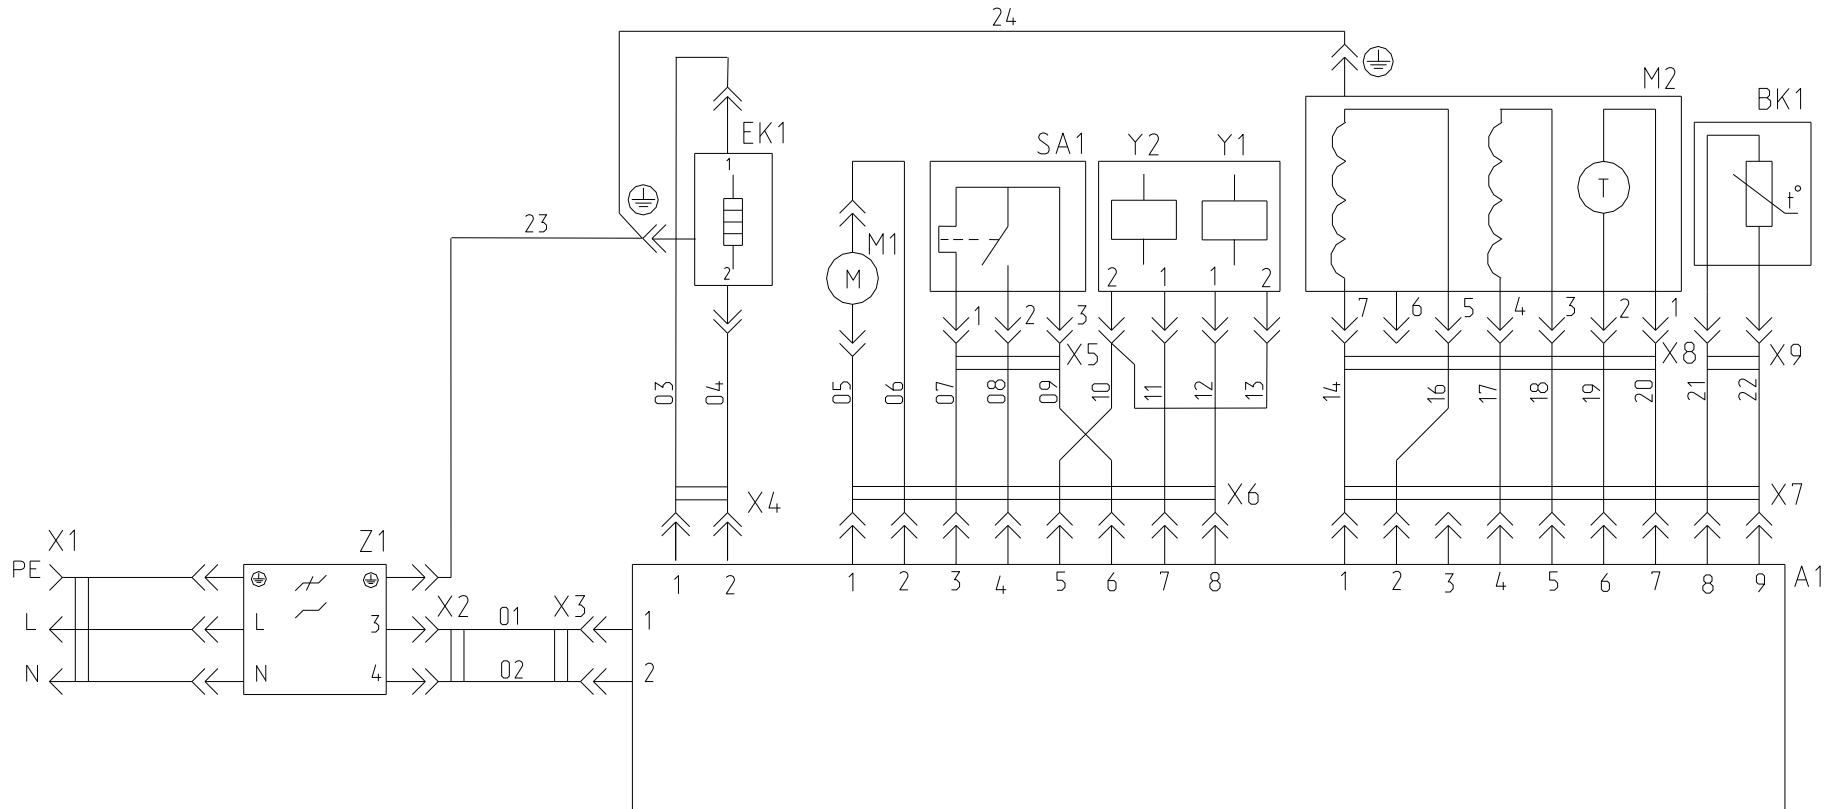 24
M2
BK1
EK1
SA1 Y2 Y1
1
T
t°
23
M1
M
2
2 1 1 2
1 2 3
7 6 5 4 3 2 1
X5 X8 X9
03 04 05 06 07 08 09 10 11 12 13 14 16 17 18 19 20 21 22
X4 X6 X7
X1 Z1
PE
1 2 1 2 3 4 5 6 7 8 1 2 3 4 5 6 7 8 9 A1
X2 01 X3
L L 3 1
N N 4 02 2